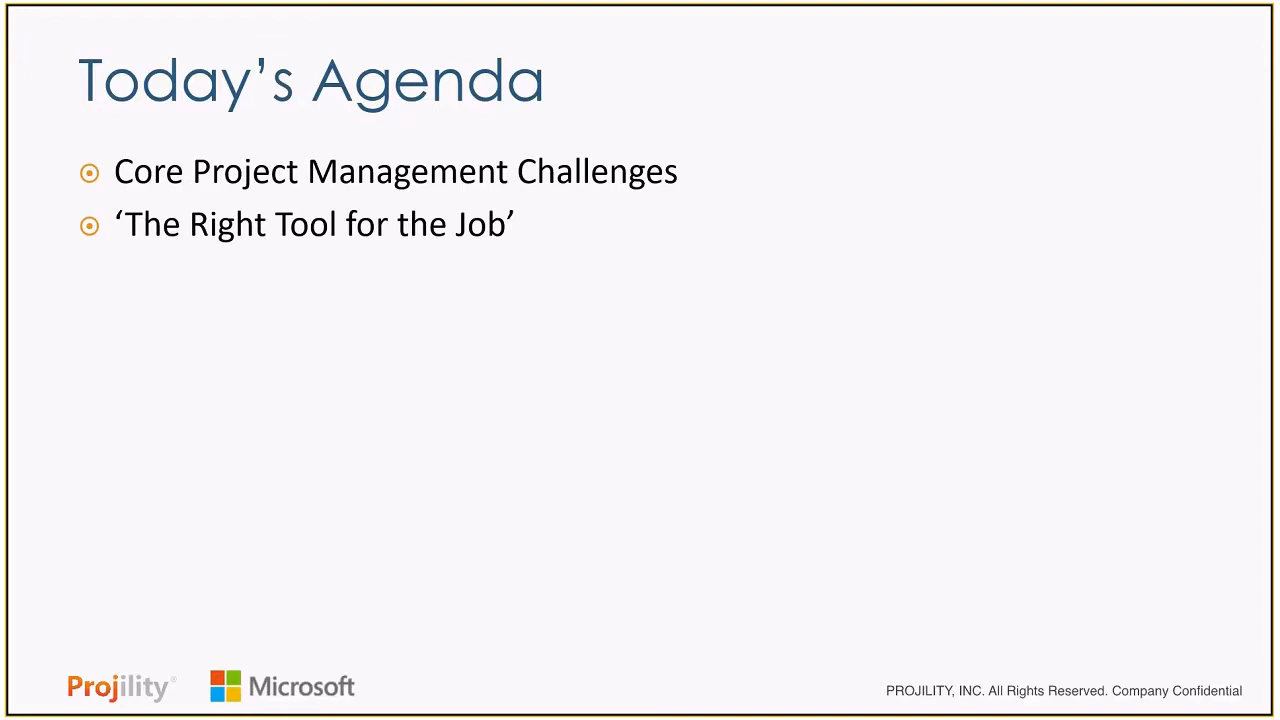 Today’s Agenda
Core Project Management Challenges
‘The Right Tool for the Job’
Projility®
Microsoft
PROJILITY, INC. All Rights Reserved. Company Confidential